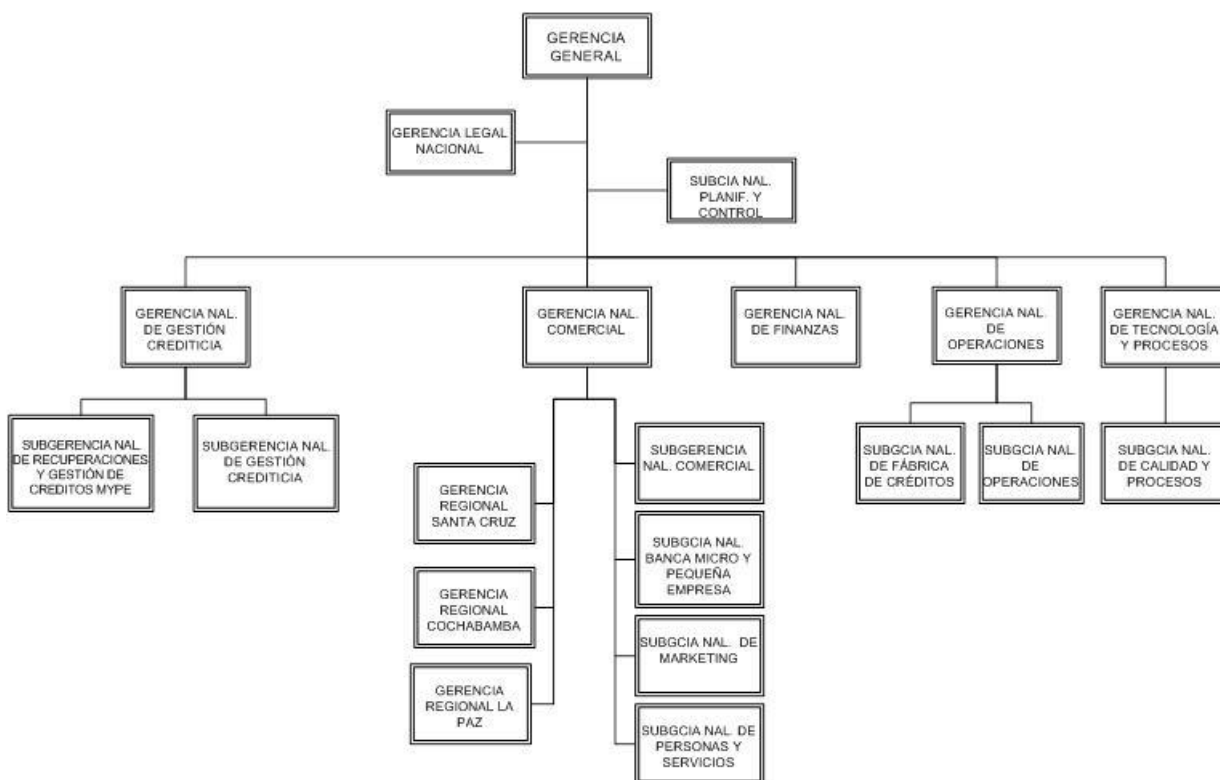 GERENCIA
GENERAL
GERENCIA LEGAL
NACIONAL
SUBCIA NAL.
PLANIF. Y
CONTROL
GERENCIA NAL.
DE GESTIÓN
CREDITICIA
GERENCIA NAL.
COMERCIAL
GERENCIA NAL.
DE FINANZAS
GERENCIA NAL.
DE
OPERACIONES
GERENCIA NAL.
DE TECNOLOGÍA
Y PROCESOS
SUBGERENCIA NAL.
DE RECUPERACIONES
Y GESTIÓN DE
CREDITOS MYPE
SUBGERENCIA NAL.
DE GESTIÓN
CREDITICIA
GERENCIA
REGIONAL
SANTA CRUZ
GERENCIA
REGIONAL
COCHABAMBA
GERENCIA
REGIONAL LA
PAZ
SUBGERENCIA
NAL. COMERCIAL
SUBGCIA NAL.
BANCA MICRO Y
PEQUEÑA
EMPRESA
SUBGCIA NAL. DE
MARKETING
SUBGCIA NAL. DE
PERSONAS Y
SERVICIOS
SUBGCIA NAL.
DE FÁBRICA
DE CRÉDITOS
SUBGCIA NAL.
DE
OPERACIONES
SUBGCIA NAL.
DE CALIDAD Y
PROCESOS